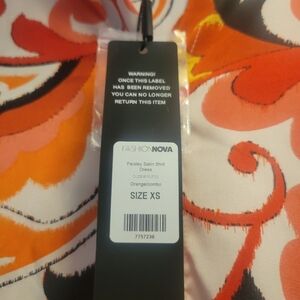 WARNING!
ONCE THIS LABEL
HAS BEEN REMOVED
YOU CAN NO LONGER
RETURN THIS ITEM
FASHIONNOVA
Paisley Satin Shirt
Dress
Orange/combo
SIZE XS
7757236